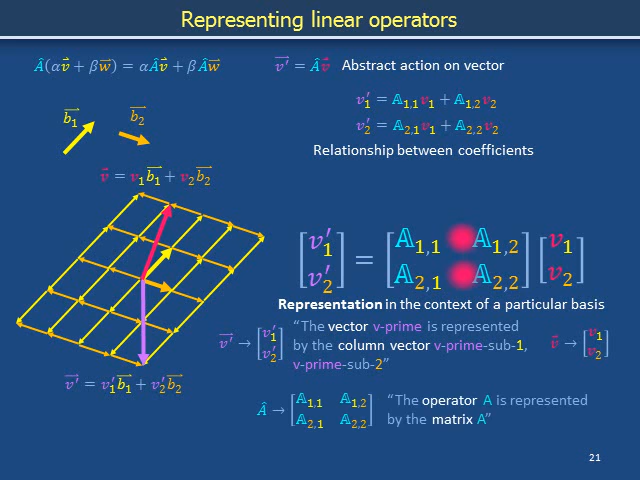 Representing linear operators
Â(αv⃗ + βw⃗) = αÂv⃗ + βÂw⃗
v⃗′ = Âv⃗ Abstract action on vector
v′₁ = 𝔸₁,₁v₁ + 𝔸₁,₂v₂
v′₂ = 𝔸₂,₁v₁ + 𝔸₂,₂v₂
Relationship between coefficients
b⃗₁ b⃗₂
v⃗ = v₁b⃗₁ + v₂b⃗₂
[v′₁ v′₂] = [𝔸₁,₁ 𝔸₁,₂ 𝔸₂,₁ 𝔸₂,₂] [v₁ v₂]
Representation in the context of a particular basis
v⃗′ → [v′₁ v′₂]
“The vector v-prime is represented
by the column vector v-prime-sub-1,
v-prime-sub-2”
v⃗ → [v₁ v₂]
v⃗′ = v′₁b⃗₁ + v′₂b⃗₂
Â → [𝔸₁,₁ 𝔸₁,₂ 𝔸₂,₁ 𝔸₂,₂]
“The operator A is represented
by the matrix A”
21